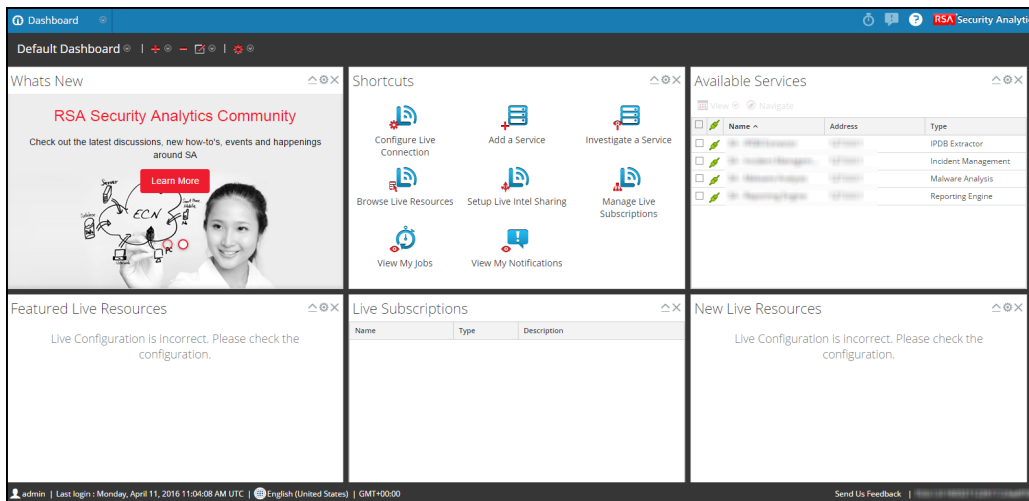 Dashboard
RSA Security Analytic
Default Dashboard
Whats New
RSA Security Analytics Community
Check out the latest discussions, new how-to's, events and happenings
around SA
Learn More
Server
ECN
PC
Shortcuts
Configure Live
Connection
Add a Service
Investigate a Service
Browse Live Resources
Setup Live Intel Sharing
Manage Live
Subscriptions
View My Jobs
View My Notifications
Available Services
View
Navigate
Name
Address
Type
IPDB Extractor
Incident Management
Malware Analysis
Reporting Engine
Featured Live Resources
Live Configuration is incorrect. Please check the
configuration.
Live Subscriptions
Name
Type
Description
New Live Resources
Live Configuration is incorrect. Please check the
configuration.
admin | Last login : Monday, April 11, 2016 11:04:08 AM UTC | English (United States) | GMT+00:00
Send Us Feedback |